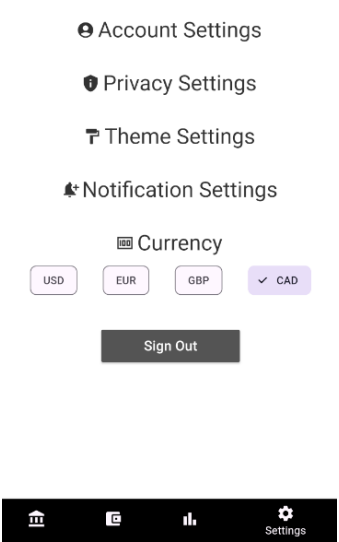 Account Settings
Privacy Settings
Theme Settings
Notification Settings
Currency
USD EUR GBP CAD
Sign Out
Settings